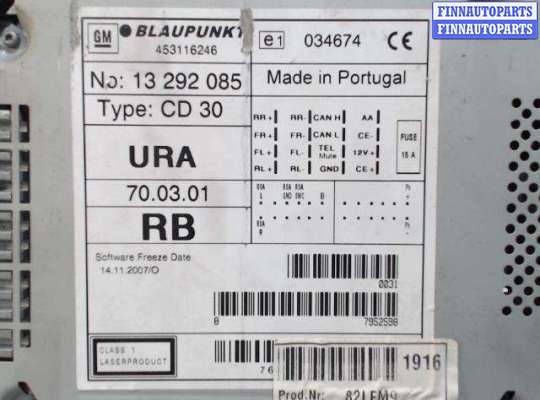 FINNAUTOPARTS
FINNAUTOPARTS
GM BLAUPUNKT
453116246
e1 034674 CE
No: 13 292 085
Made in Portugal
Type: CD 30
RR+ RR- CAN H AA
FR+ FR- CAN L CE-
FL+ FL- TEL Mute 12V+
RL+ RL- GND CE+
FUSE
15 A
URA
70.03.01
RB
Software Freeze Date
14.11.2007/O
0031
0 7952598
CLASS 1
LASERPRODUCT
76
1916
Prod.Nr: